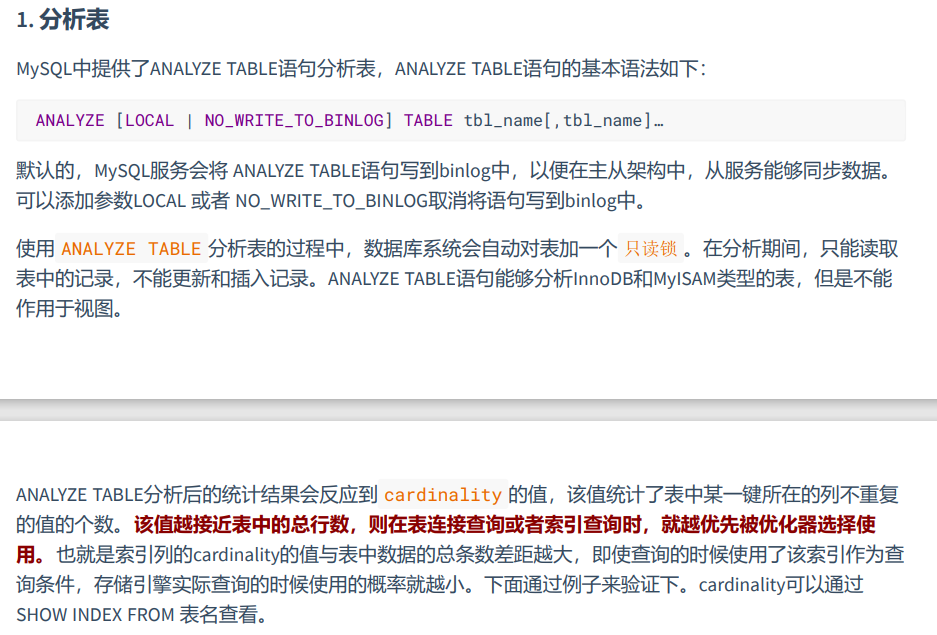 1. 分析表
MySQL中提供了ANALYZE TABLE语句分析表，ANALYZE TABLE语句的基本语法如下：
ANALYZE [LOCAL | NO_WRITE_TO_BINLOG] TABLE tbl_name[,tbl_name]…
默认的，MySQL服务会将 ANALYZE TABLE语句写到binlog中，以便在主从架构中，从服务能够同步数据。
可以添加参数LOCAL 或者 NO_WRITE_TO_BINLOG取消将语句写到binlog中。
使用 ANALYZE TABLE 分析表的过程中，数据库系统会自动对表加一个 只读锁 。在分析期间，只能读取
表中的记录，不能更新和插入记录。ANALYZE TABLE语句能够分析InnoDB和MyISAM类型的表，但是不能
作用于视图。
ANALYZE TABLE分析后的统计结果会反应到 cardinality 的值，该值统计了表中某一键所在的列不重复
的值的个数。该值越接近表中的总行数，则在表连接查询或者索引查询时，就越优先被优化器选择使
用。也就是索引列的cardinality的值与表中数据的总条数差距越大，即使查询的时候使用了该索引作为查
询条件，存储引擎实际查询的时候使用的概率就越小。下面通过例子来验证下。cardinality可以通过
SHOW INDEX FROM 表名查看。